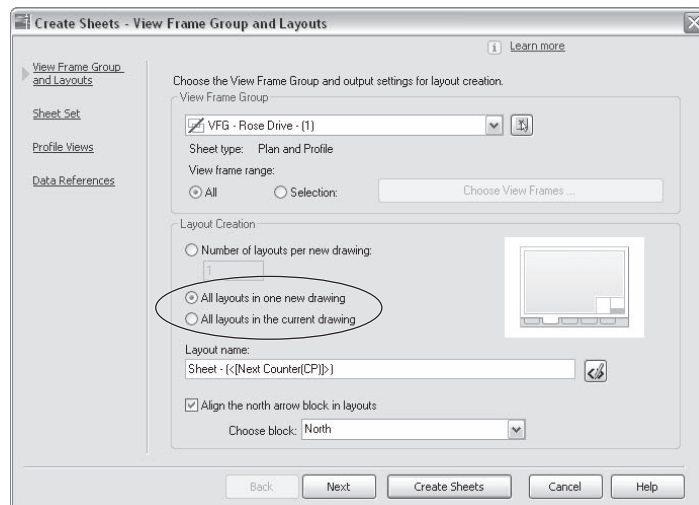 Create Sheets - View Frame Group and Layouts
i Learn more
View Frame Group
and Layouts
Sheet Set
Profile Views
Data References
Choose the View Frame Group and output settings for layout creation.
View Frame Group
VFG - Rose Drive - (1)
Sheet type: Plan and Profile
View frame range:
All
Selection:
Choose View Frames ...
Layout Creation
Number of layouts per new drawing:
1
All layouts in one new drawing
All layouts in the current drawing
Layout name:
Sheet - (<[Next Counter(CP)]>)
Align the north arrow block in layouts
Choose block: North
Back Next Create Sheets Cancel Help